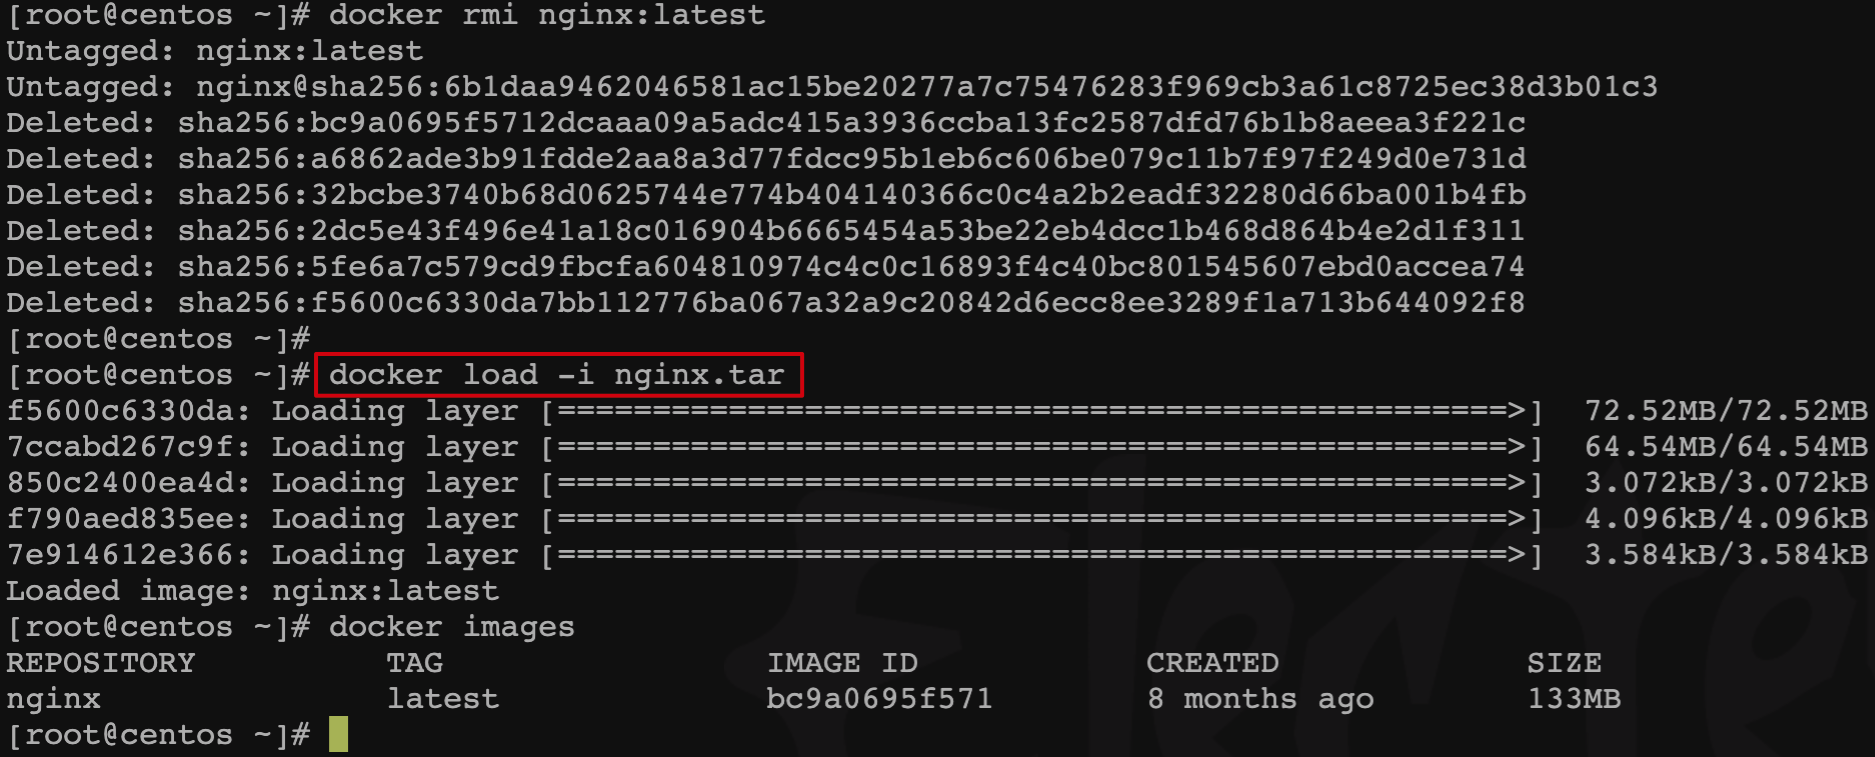 [root@centos ~]# docker rmi nginx:latest
Untagged: nginx:latest
Untagged: nginx@sha256:6b1daa9462046581ac15be20277a7c75476283f969cb3a61c8725ec38d3b01c3
Deleted: sha256:bc9a0695f5712dcaaa09a5adc415a3936ccba13fc2587dfd76b1b8aeea3f221c
Deleted: sha256:a6862ade3b91fdde2aa8a3d77fdcc95b1eb6c606be079c11b7f97f249d0e731d
Deleted: sha256:32bcbe3740b68d0625744e774b404140366c0c4a2b2eadf32280d66ba001b4fb
Deleted: sha256:2dc5e43f496e41a18c016904b6665454a53be22eb4dcc1b468d864b4e2d1f311
Deleted: sha256:5fe6a7c579cd9fbcfa604810974c4c0c16893f4c40bc801545607ebd0accea74
Deleted: sha256:f5600c6330da7bb112776ba067a32a9c20842d6ecc8ee3289f1a713b644092f8
[root@centos ~]#
[root@centos ~]# docker load -i nginx.tar
f5600c6330da: Loading layer [==================================================>]  72.52MB/72.52MB
7ccabd267c9f: Loading layer [==================================================>]  64.54MB/64.54MB
850c2400ea4d: Loading layer [==================================================>]  3.072kB/3.072kB
f790aed835ee: Loading layer [==================================================>]  4.096kB/4.096kB
7e914612e366: Loading layer [==================================================>]  3.584kB/3.584kB
Loaded image: nginx:latest
[root@centos ~]# docker images
REPOSITORY          TAG                 IMAGE ID            CREATED             SIZE
nginx               latest              bc9a0695f571        8 months ago        133MB
[root@centos ~]#